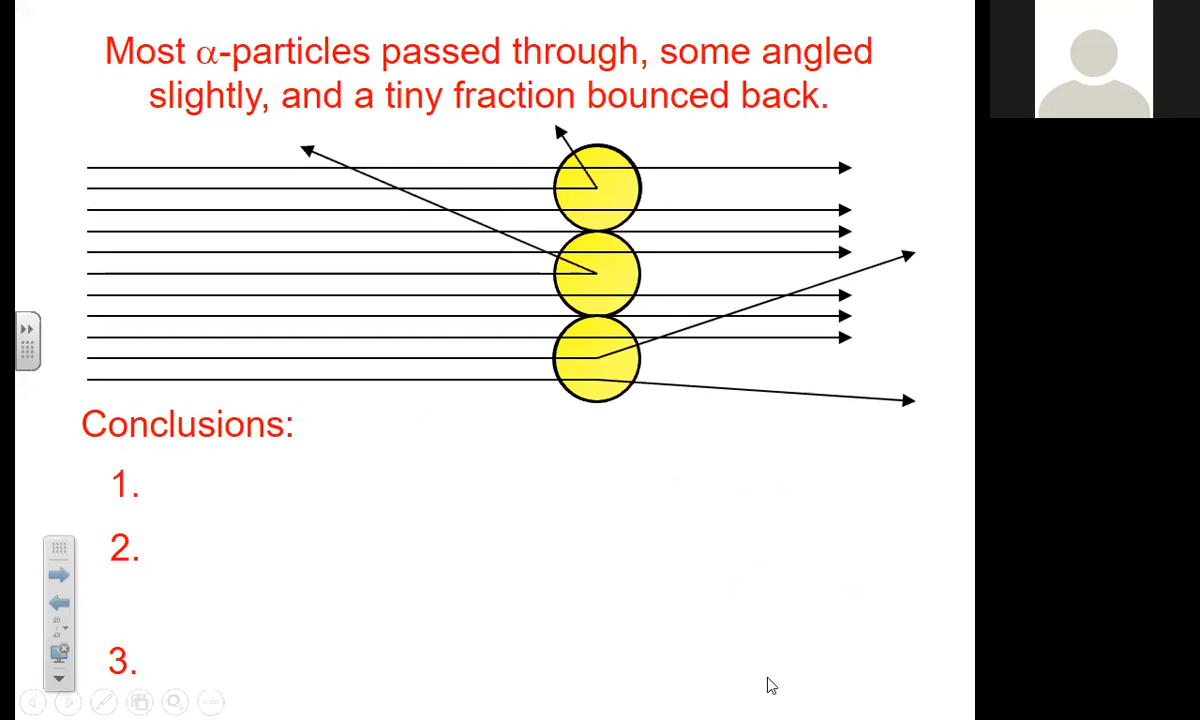 Most α-particles passed through, some angled
slightly, and a tiny fraction bounced back.
Conclusions:
1.
2.
3.